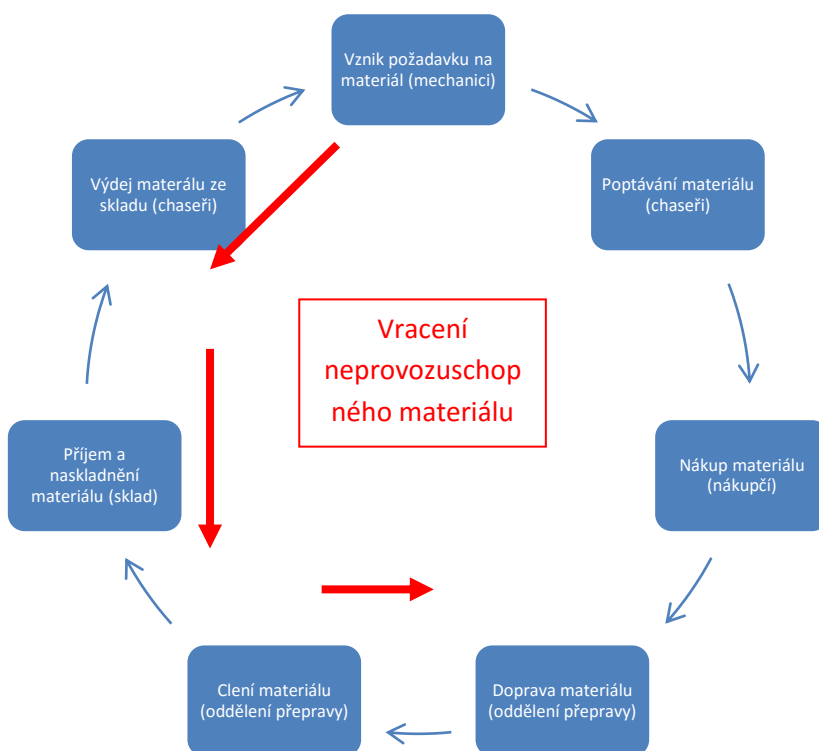 Vznik požadavku na
materiál (mechanici)
Poptávání materiálu
(chaseři)
Nákup materiálu
(nákupčí)
Doprava materiálu
(oddělení přepravy)
Clení materiálu
(oddělení přepravy)
Příjem a
naskladnění
materiálu (sklad)
Výdej materálu ze
skladu (chaseři)
Vracení
neprovozuschop
ného materiálu